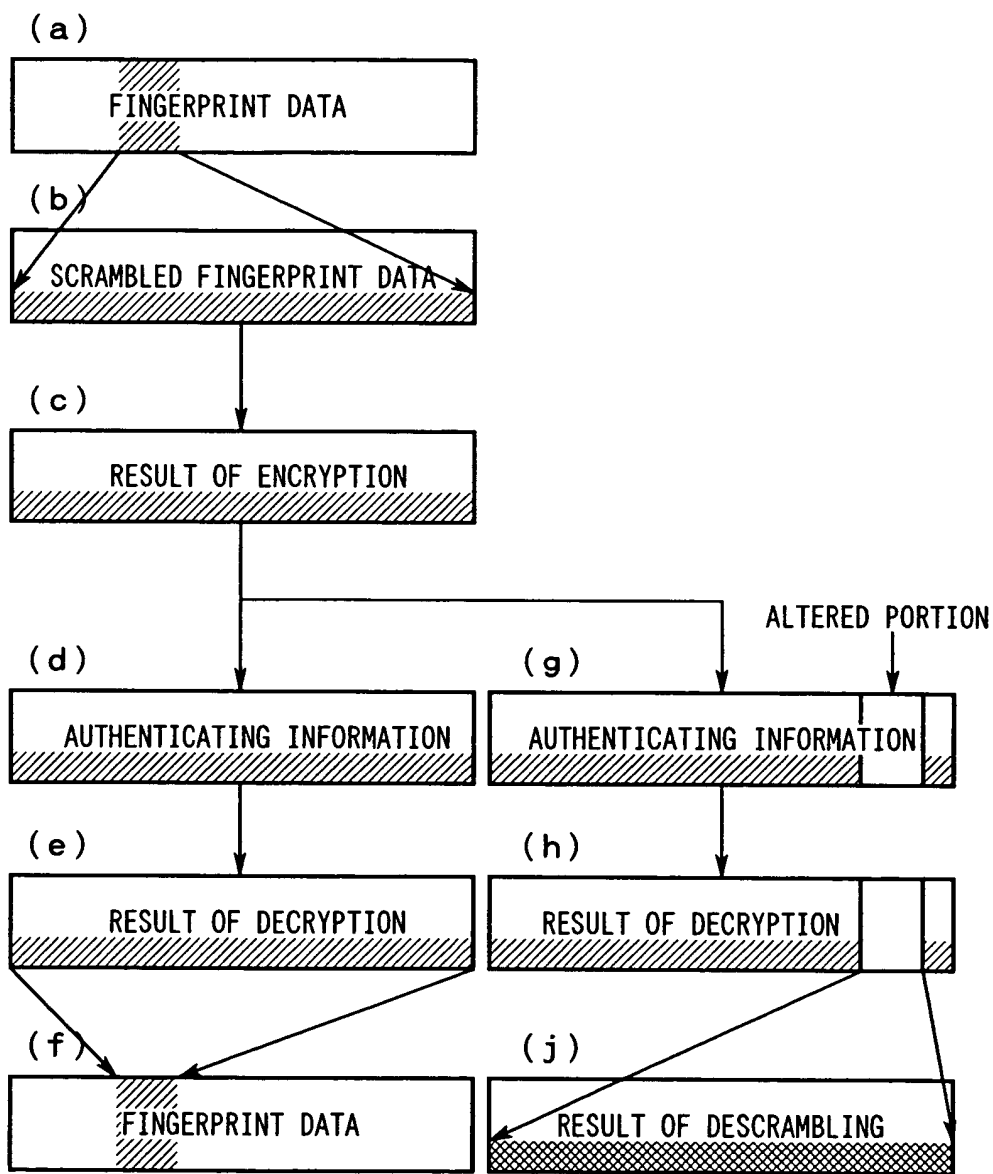 (a)
FINGERPRINT DATA
(b)
SCRAMBLED FINGERPRINT DATA
(c)
RESULT OF ENCRYPTION
ALTERED PORTION
(d)
(g)
AUTHENTICATING INFORMATION
AUTHENTICATING INFORMATION
(e)
(h)
RESULT OF DECRYPTION
RESULT OF DECRYPTION
(f)
(j)
FINGERPRINT DATA
RESULT OF DESCRAMBLING